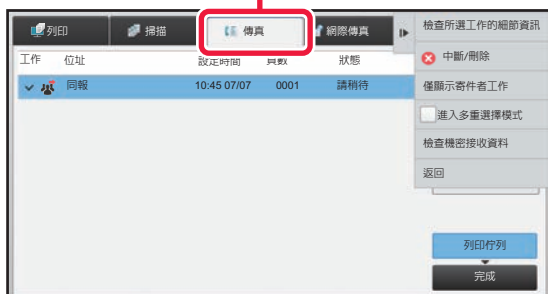 列印
掃描
傳真
網際傳真
工作 位址 設定時間 頁數 狀態
同報 10:45 07/07 0001 請稍待
檢查所選工作的細節資訊
中斷/刪除
僅顯示寄件者工作
進入多重選擇模式
檢查機密接收資料
返回
列印佇列
完成